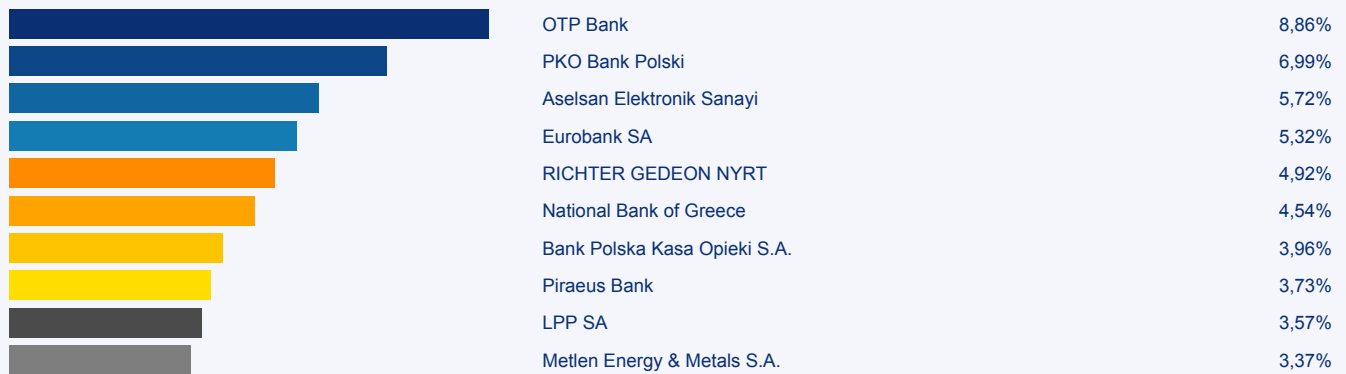 OTP Bank 8,86%
PKO Bank Polski 6,99%
Aselsan Elektronik Sanayi 5,72%
Eurobank SA 5,32%
RICHTER GEDEON NYRT 4,92%
National Bank of Greece 4,54%
Bank Polska Kasa Opieki S.A. 3,96%
Piraeus Bank 3,73%
LPP SA 3,57%
Metlen Energy & Metals S.A. 3,37%